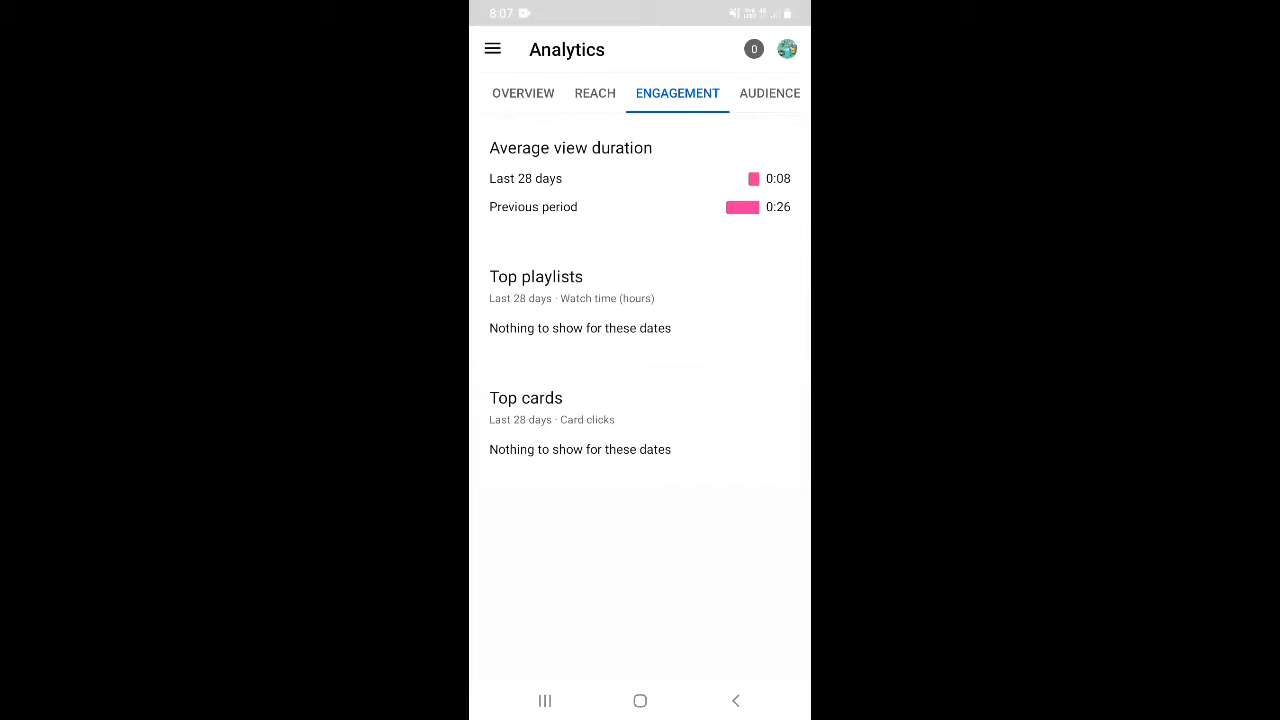 8:07
Analytics
0
OVERVIEW REACH ENGAGEMENT AUDIENCE
Average view duration
Last 28 days 0:08
Previous period 0:26
Top playlists
Last 28 days · Watch time (hours)
Nothing to show for these dates
Top cards
Last 28 days · Card clicks
Nothing to show for these dates